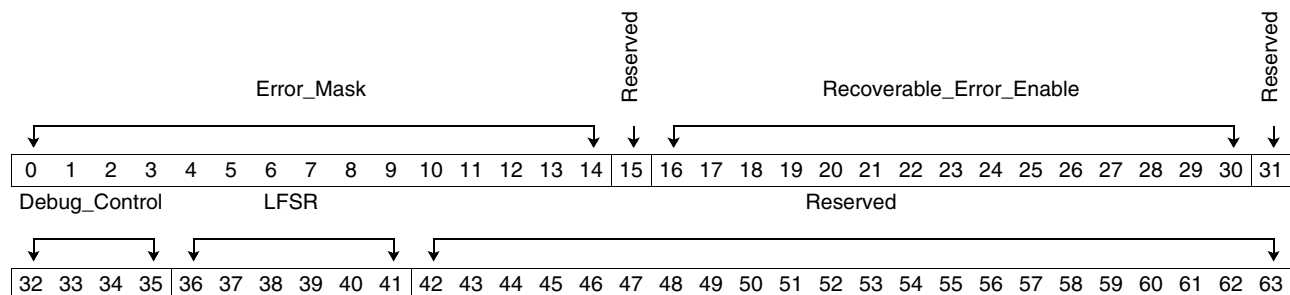 Error_Mask Reserved Recoverable_Error_Enable Reserved
0 1 2 3 4 5 6 7 8 9 10 11 12 13 14 15 16 17 18 19 20 21 22 23 24 25 26 27 28 29 30 31
Debug_Control LFSR Reserved
32 33 34 35 36 37 38 39 40 41 42 43 44 45 46 47 48 49 50 51 52 53 54 55 56 57 58 59 60 61 62 63